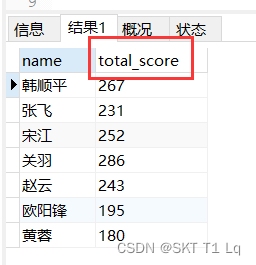 9
信息 结果1 概况 状态
name total_score
韩顺平 267
张飞 231
宋江 252
关羽 286
赵云 243
欧阳锋 195
黄蓉 180
CSDN @SKT T1 Lq